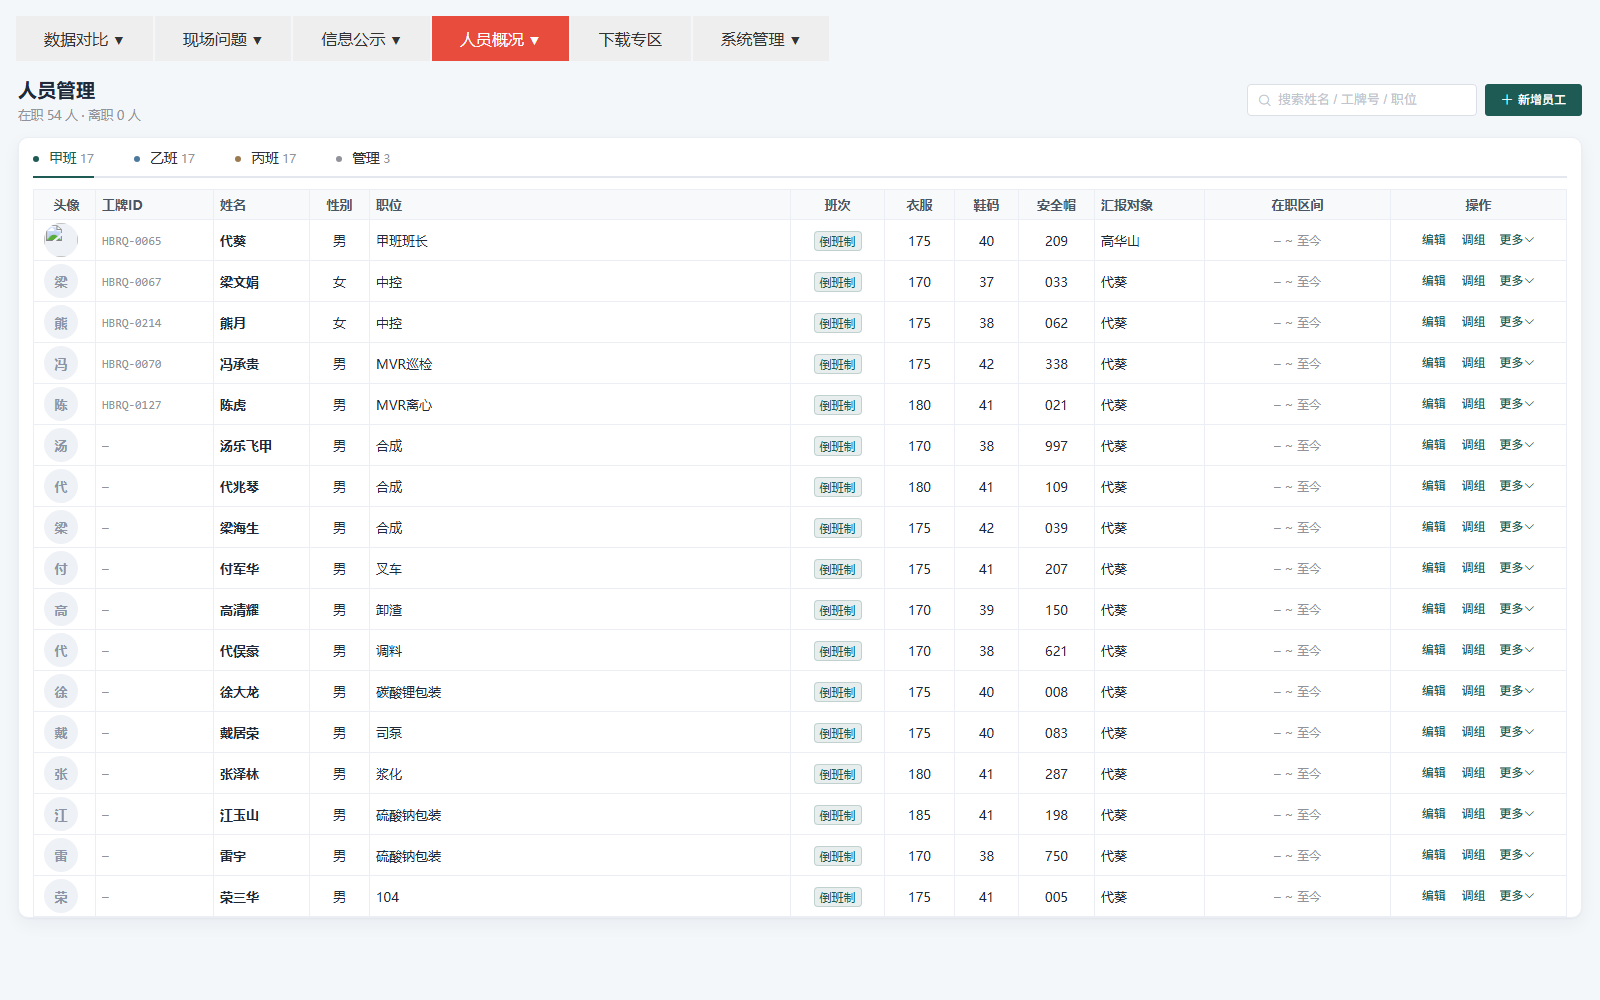 数据对比 ▼ 现场问题 ▼ 信息公示 ▼ 人员概况 ▼ 下载专区 系统管理 ▼
人员管理
在职 54 人 · 离职 0 人
搜索姓名 / 工牌号 / 职位
+ 新增员工
甲班 17 乙班 17 丙班 17 管理 3
头像 工牌ID 姓名 性别 职位 班次 衣服 鞋码 安全帽 汇报对象 在职区间 操作
HBRQ-0065 代葵 男 甲班班长 倒班制 175 40 209 高华山 – ~ 至今 编辑 调组 更多
梁 HBRQ-0067 梁文娟 女 中控 倒班制 170 37 033 代葵 – ~ 至今 编辑 调组 更多
熊 HBRQ-0214 熊月 女 中控 倒班制 175 38 062 代葵 – ~ 至今 编辑 调组 更多
冯 HBRQ-0070 冯承贵 男 MVR巡检 倒班制 175 42 338 代葵 – ~ 至今 编辑 调组 更多
陈 HBRQ-0127 陈虎 男 MVR离心 倒班制 180 41 021 代葵 – ~ 至今 编辑 调组 更多
汤 – 汤乐飞甲 男 合成 倒班制 170 38 997 代葵 – ~ 至今 编辑 调组 更多
代 – 代兆琴 男 合成 倒班制 180 41 109 代葵 – ~ 至今 编辑 调组 更多
梁 – 梁海生 男 合成 倒班制 175 42 039 代葵 – ~ 至今 编辑 调组 更多
付 – 付军华 男 叉车 倒班制 175 41 207 代葵 – ~ 至今 编辑 调组 更多
高 – 高清耀 男 卸渣 倒班制 170 39 150 代葵 – ~ 至今 编辑 调组 更多
代 – 代俣豪 男 调料 倒班制 170 38 621 代葵 – ~ 至今 编辑 调组 更多
徐 – 徐大龙 男 碳酸锂包装 倒班制 175 40 008 代葵 – ~ 至今 编辑 调组 更多
戴 – 戴居荣 男 司泵 倒班制 175 40 083 代葵 – ~ 至今 编辑 调组 更多
张 – 张泽林 男 浆化 倒班制 180 41 287 代葵 – ~ 至今 编辑 调组 更多
江 – 江玉山 男 硫酸钠包装 倒班制 185 41 198 代葵 – ~ 至今 编辑 调组 更多
雷 – 雷宇 男 硫酸钠包装 倒班制 170 38 750 代葵 – ~ 至今 编辑 调组 更多
荣 – 荣三华 男 104 倒班制 175 41 005 代葵 – ~ 至今 编辑 调组 更多